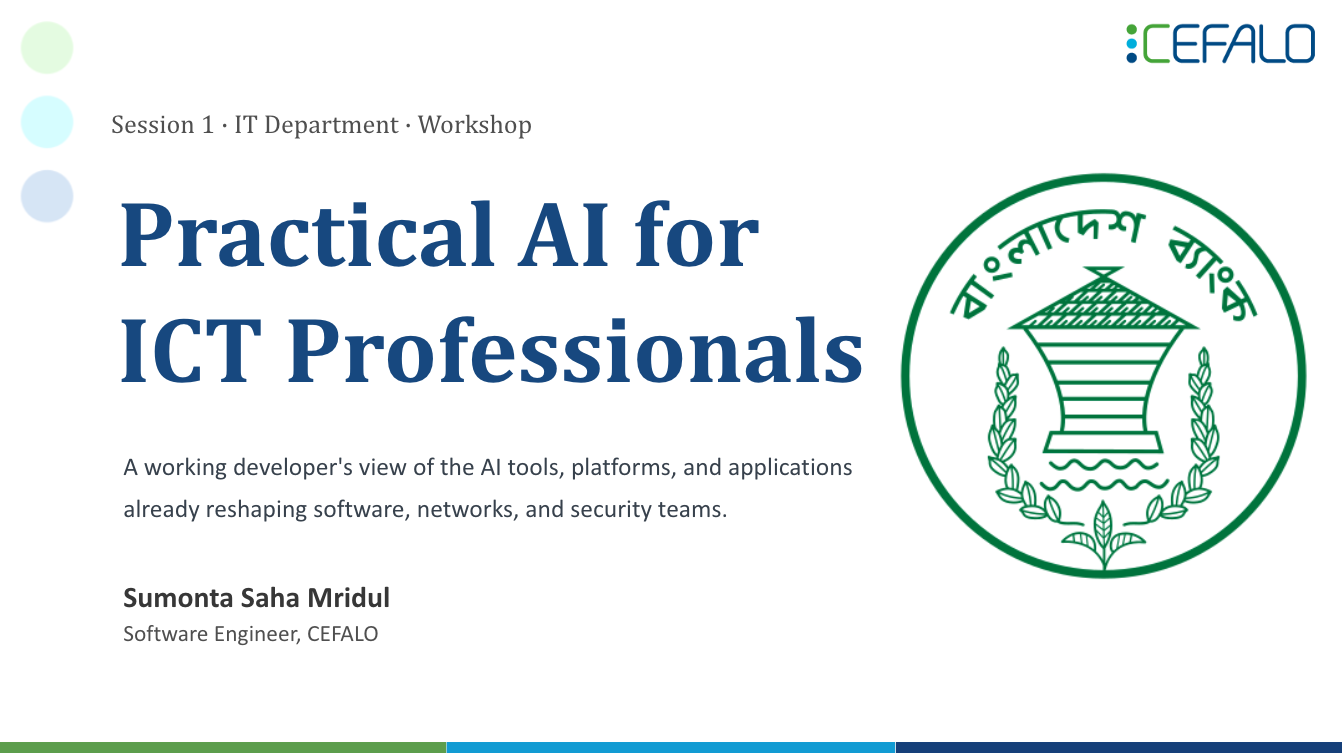 CEFALO
Session 1 · IT Department · Workshop
Practical AI for
ICT Professionals
বাংলাদেশ ব্যাংক
A working developer's view of the AI tools, platforms, and applications
already reshaping software, networks, and security teams.
Sumonta Saha Mridul
Software Engineer, CEFALO